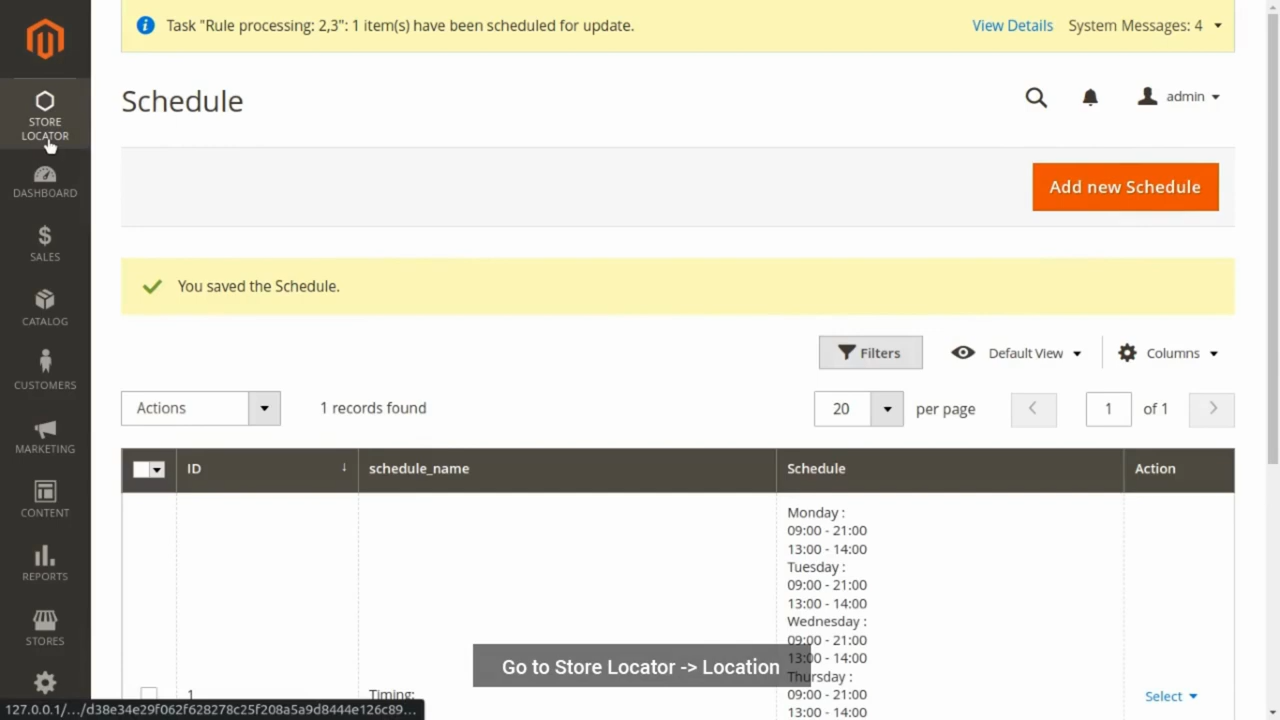 Task "Rule processing: 2,3": 1 item(s) have been scheduled for update.
View Details
System Messages: 4
STORE
LOCATOR
DASHBOARD
SALES
CATALOG
CUSTOMERS
MARKETING
CONTENT
REPORTS
STORES
Schedule
admin
Add new Schedule
You saved the Schedule.
Filters
Default View
Columns
Actions
1 records found
20
per page
1
of 1
ID
↓
schedule_name
Schedule
Action
1
Timing:
Monday :
09:00 - 21:00
13:00 - 14:00
Tuesday :
09:00 - 21:00
13:00 - 14:00
Wednesday :
09:00 - 21:00
13:00 - 14:00
Thursday :
09:00 - 21:00
13:00 - 14:00
Select
Go to Store Locator -> Location
127.0.0.1/.../d38e34e29f062f628278c25f208a5a9d8444e126c89...